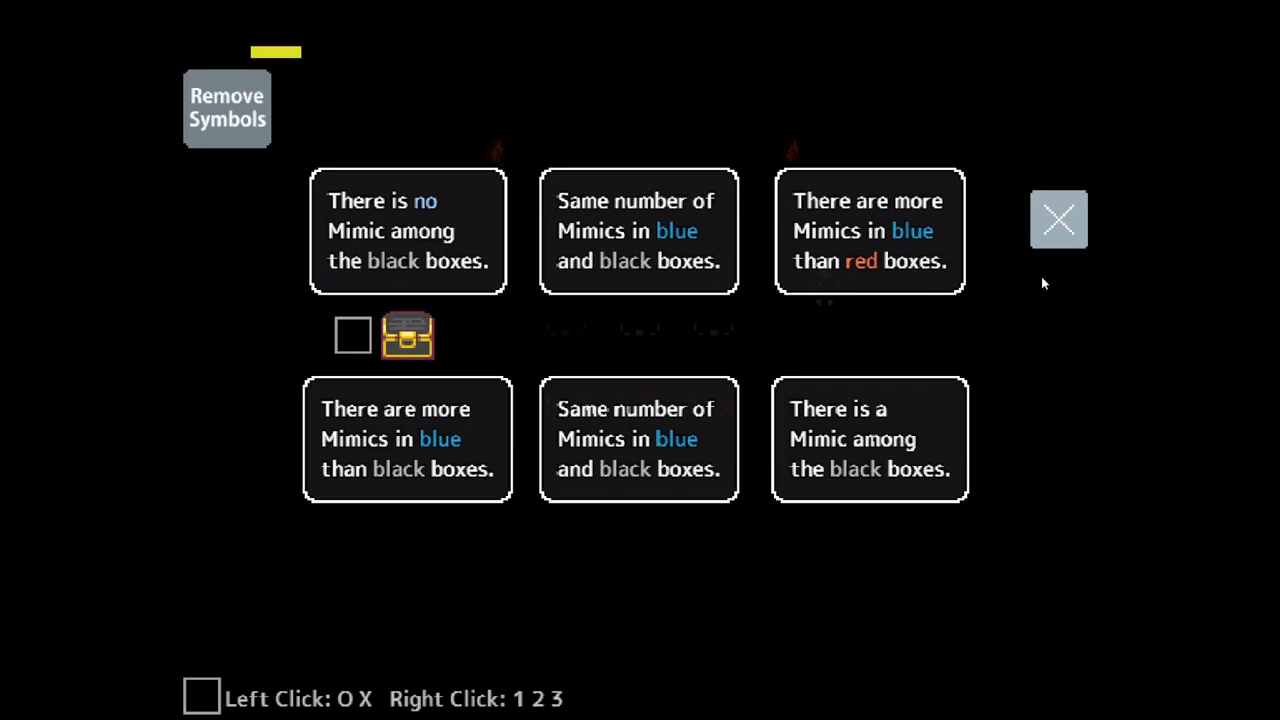 Remove
Symbols
There is no
Mimic among
the black boxes.
Same number of
Mimics in blue
and black boxes.
There are more
Mimics in blue
than red boxes.
There are more
Mimics in blue
than black boxes.
Same number of
Mimics in blue
and black boxes.
There is a
Mimic among
the black boxes.
Left Click: O X Right Click: 1 2 3